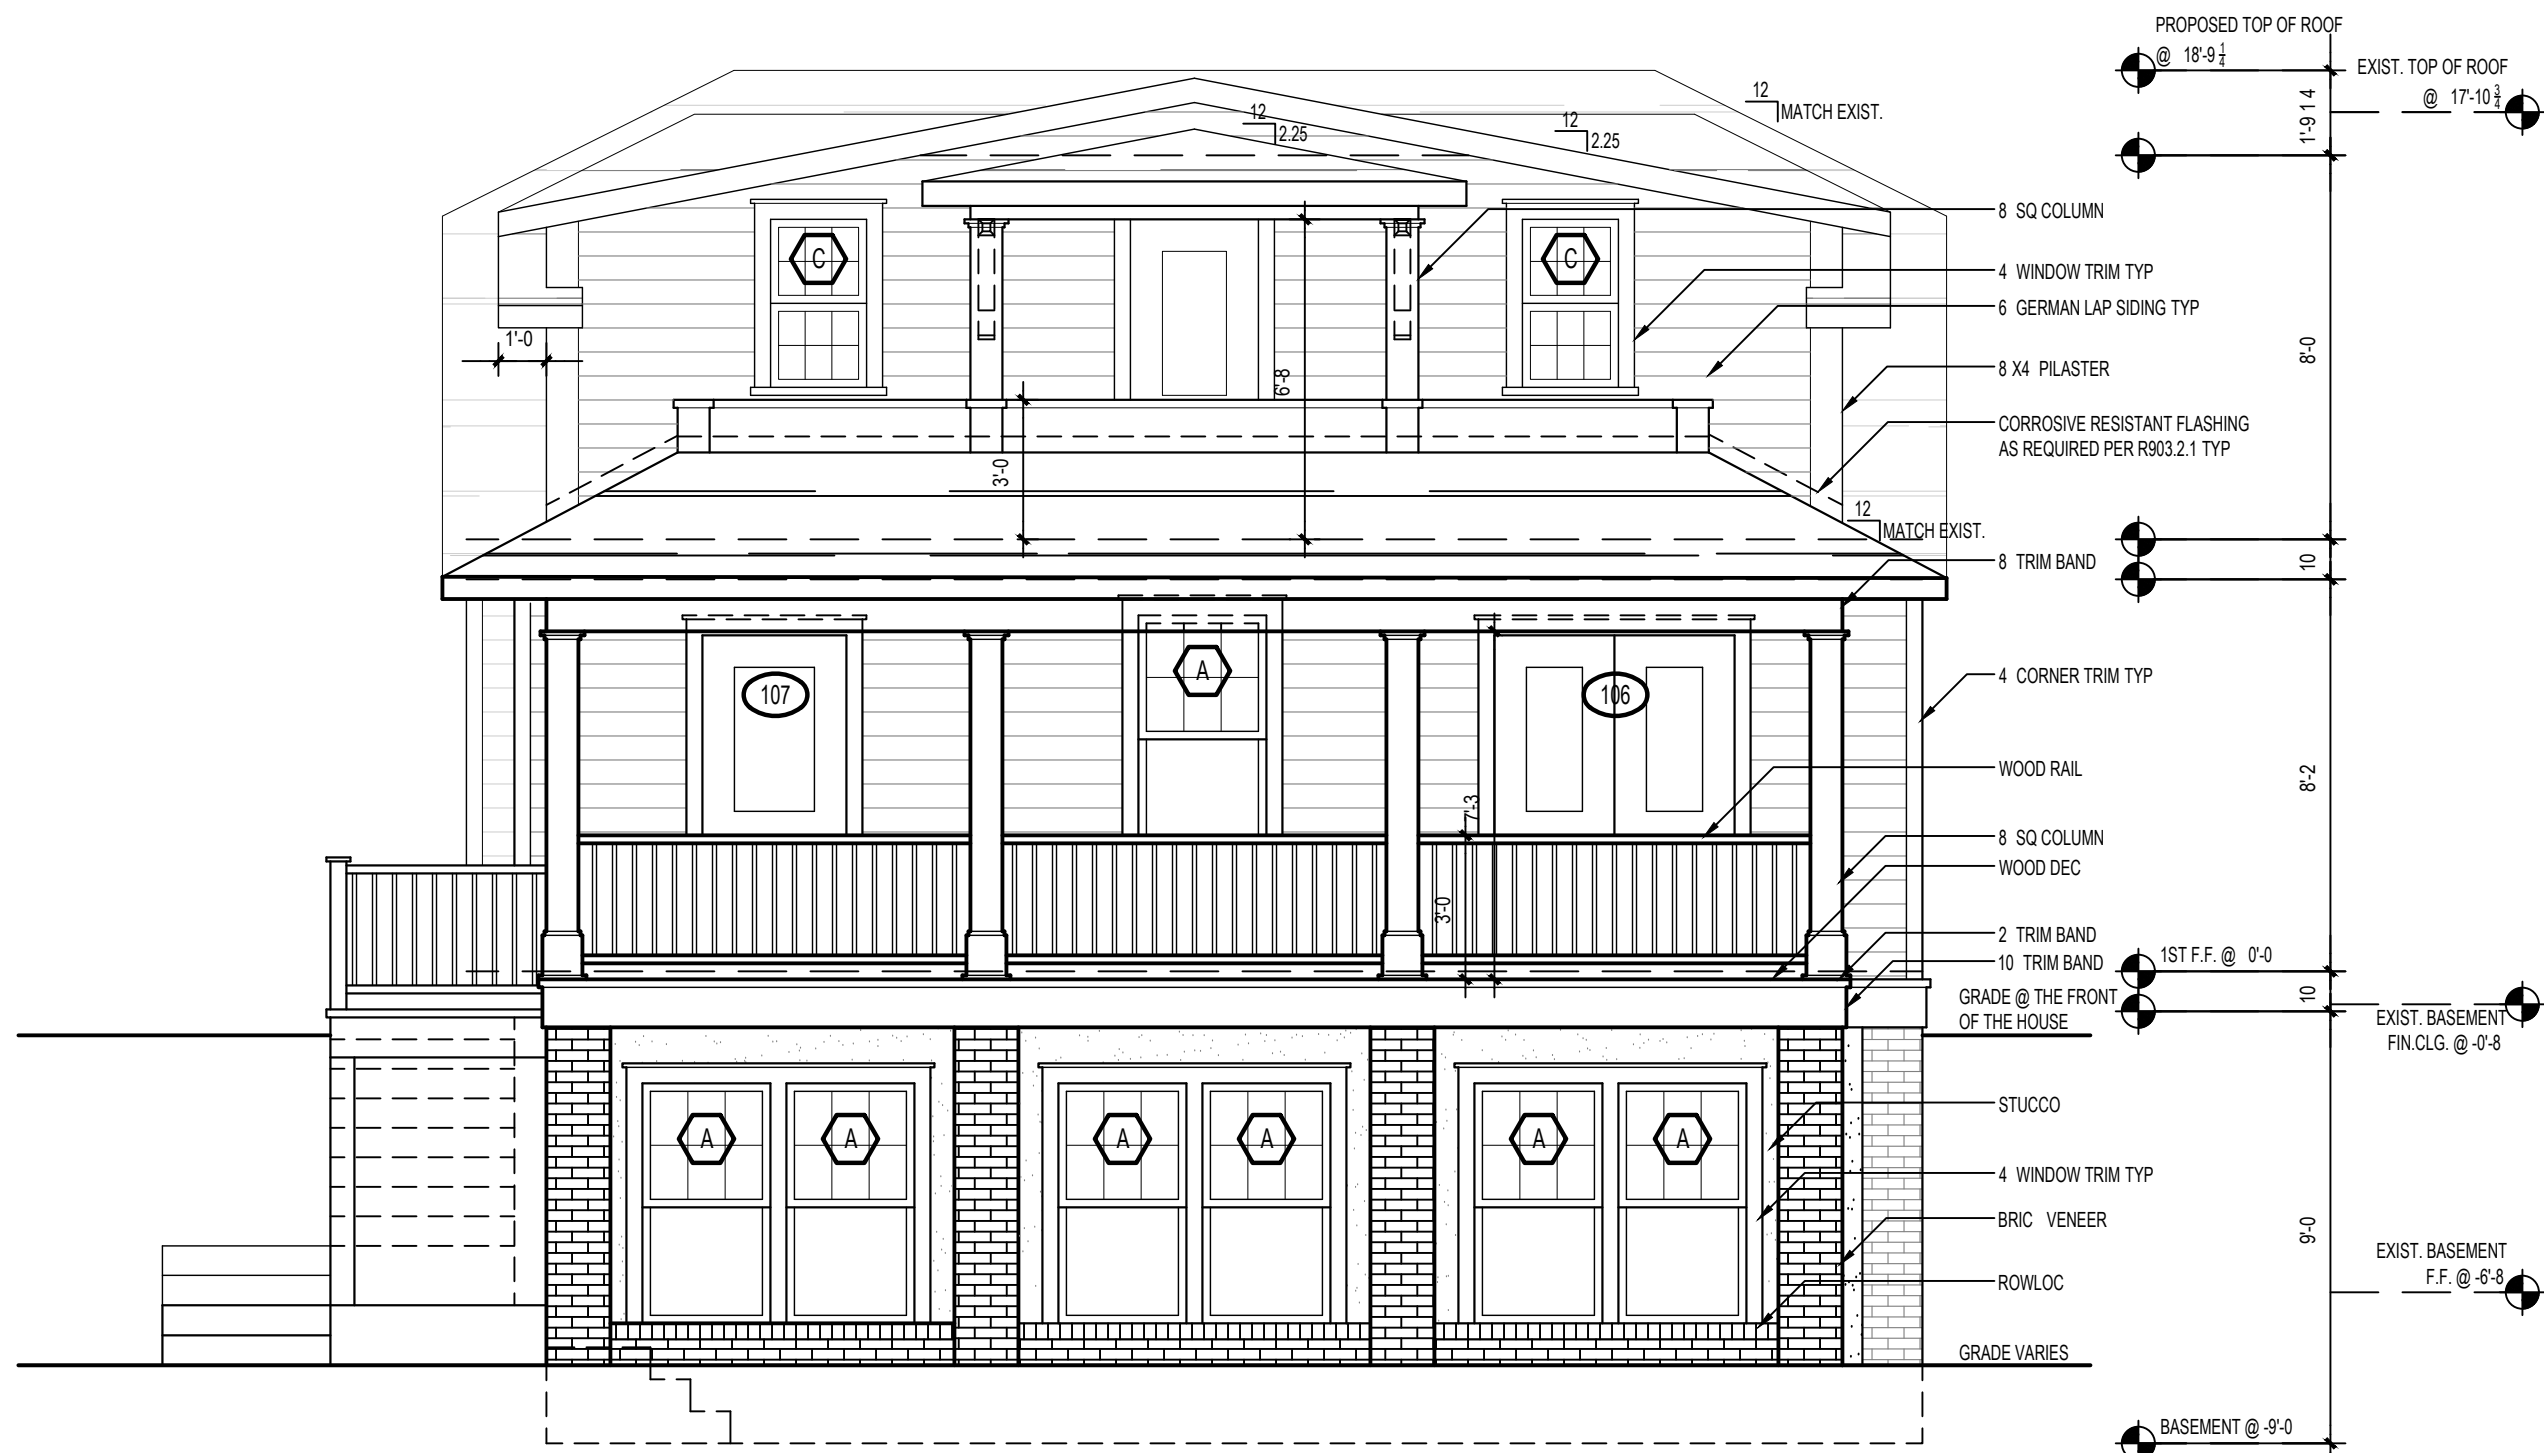 PROPOSED TOP OF ROOF
@ 18'-9 1/4
EXIST. TOP OF ROOF
@ 17'-10 3/4
1'-9 1 4
12
MATCH EXIST.
12
2.25
12
2.25
8 SQ COLUMN
C
C
4 WINDOW TRIM TYP
6 GERMAN LAP SIDING TYP
1'-0
8'-0
8 X4 PILASTER
6'-8
CORROSIVE RESISTANT FLASHING
AS REQUIRED PER R903.2.1 TYP
3'-0
12
MATCH EXIST.
8 TRIM BAND
10
107
A
106
4 CORNER TRIM TYP
WOOD RAIL
8'-2
7'-3
8 SQ COLUMN
WOOD DEC
3'-0
2 TRIM BAND
10 TRIM BAND
1ST F.F. @ 0'-0
10
GRADE @ THE FRONT
OF THE HOUSE
EXIST. BASEMENT
FIN.CLG. @ -0'-8
STUCCO
A
A
A
A
A
A
4 WINDOW TRIM TYP
BRIC VENEER
9'-0
EXIST. BASEMENT
F.F. @ -6'-8
ROWLOC
GRADE VARIES
BASEMENT @ -9'-0